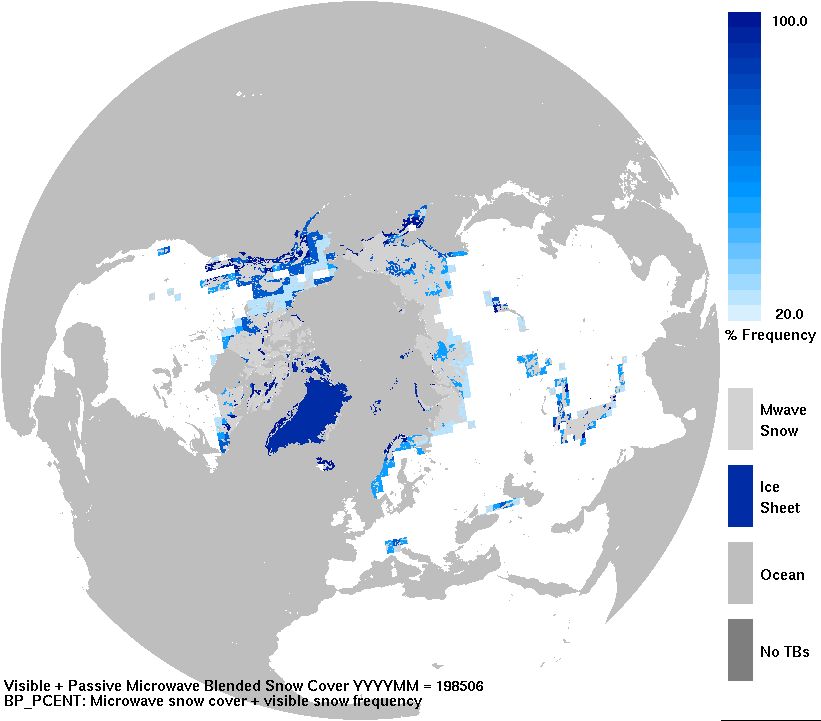 100.0
20.0
% Frequency
Mwave
Snow
Ice
Sheet
Ocean
No TBs
Visible + Passive Microwave Blended Snow Cover YYYYMM = 198506
BP_PCENT: Microwave snow cover + visible snow frequency